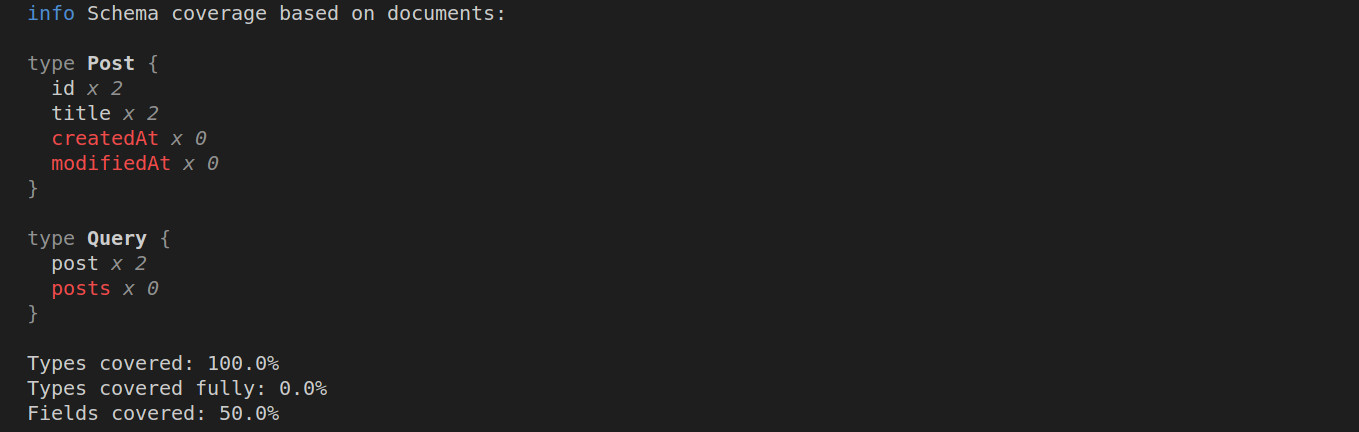 info Schema coverage based on documents:

type Post {
  id x 2
  title x 2
  createdAt x 0
  modifiedAt x 0
}

type Query {
  post x 2
  posts x 0
}

Types covered: 100.0%
Types covered fully: 0.0%
Fields covered: 50.0%